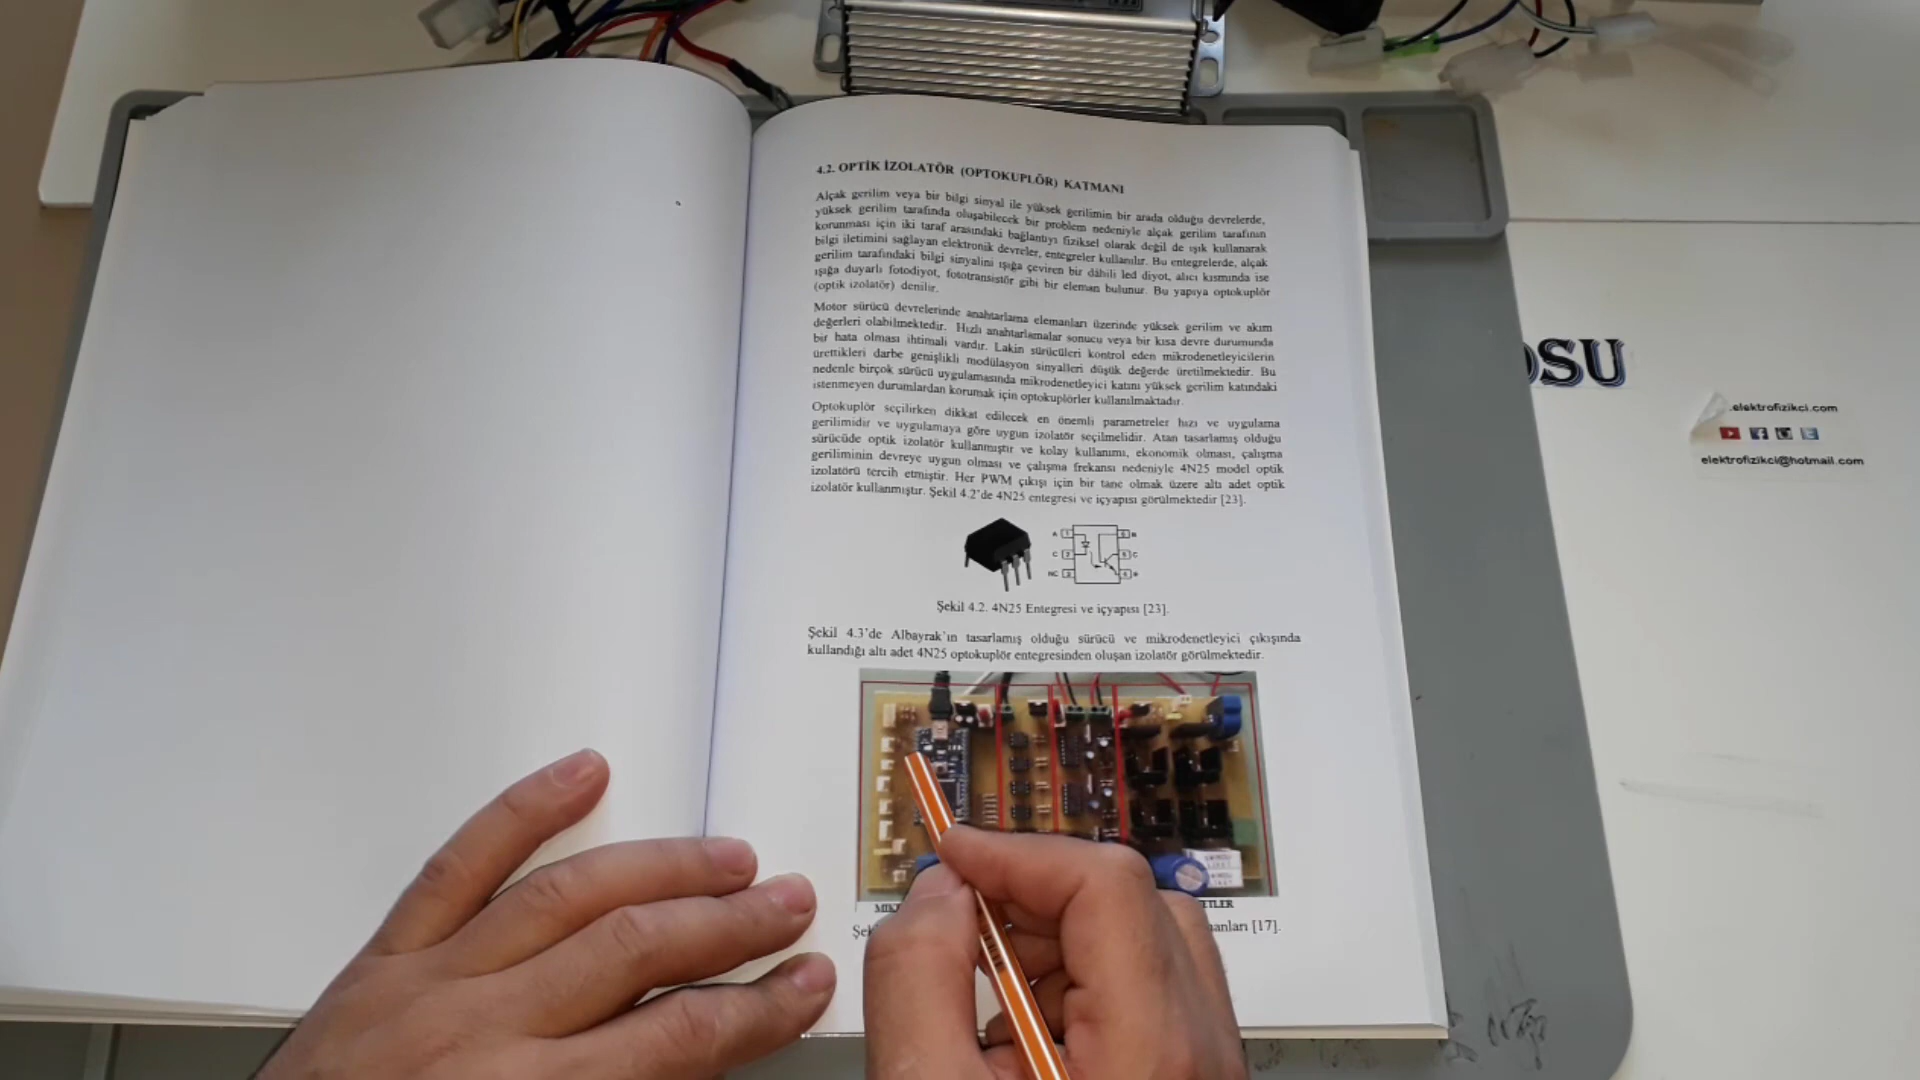 4.2. OPTİK İZOLATÖR (OPTOKUPLÖR) KATMANI
Alçak gerilim veya bir bilgi sinyal ile yüksek gerilimin bir arada olduğu devrelerde,
yüksek gerilim tarafında oluşabilecek bir problem nedeniyle alçak gerilim tarafının
korunması için iki taraf arasındaki bağlantıyı fiziksel olarak değil de ışık kullanarak
bilgi iletimini sağlayan elektronik devreler, entegreler kullanılır. Bu entegrelerde, alçak
gerilim tarafındaki bilgi sinyalini ışığa çeviren bir dâhili led diyot, alıcı kısmında ise
ışığa duyarlı fotodiyot, fototransistör gibi bir eleman bulunur. Bu yapıya optokuplör
(optik izolatör) denilir.
Motor sürücü devrelerinde anahtarlama elemanları üzerinde yüksek gerilim ve akım
değerleri olabilmektedir. Hızlı anahtarlamalar sonucu veya bir kısa devre durumunda
bir hata olması ihtimali vardır. Lakin sürücüleri kontrol eden mikrodenetleyicilerin
ürettikleri darbe genişlikli modülasyon sinyalleri düşük değerde üretilmektedir. Bu
nedenle birçok sürücü uygulamasında mikrodenetleyici katını yüksek gerilim katındaki
istenmeyen durumlardan korumak için optokuplörler kullanılmaktadır.
Optokuplör seçilirken dikkat edilecek en önemli parametreler hızı ve uygulama
gerilimidir ve uygulamaya göre uygun izolatör seçilmelidir. Atan tasarlamış olduğu
sürücüde optik izolatör kullanmıştır ve kolay kullanımı, ekonomik olması, çalışma
geriliminin devreye uygun olması ve çalışma frekansı nedeniyle 4N25 model optik
izolatörü tercih etmiştir. Her PWM çıkışı için bir tane olmak üzere altı adet optik
izolatör kullanmıştır. Şekil 4.2'de 4N25 entegresi ve içyapısı görülmektedir [23].
A 1
C 2
NC 3
B
5 C
4
Şekil 4.2. 4N25 Entegresi ve içyapısı [23].
Şekil 4.3'de Albayrak'ın tasarlamış olduğu sürücü ve mikrodenetleyici çıkışında
kullandığı altı adet 4N25 optokuplör entegresinden oluşan izolatör görülmektedir.
[17].
OSU
.elektrofizikci.com
elektrofizikci@hotmail.com